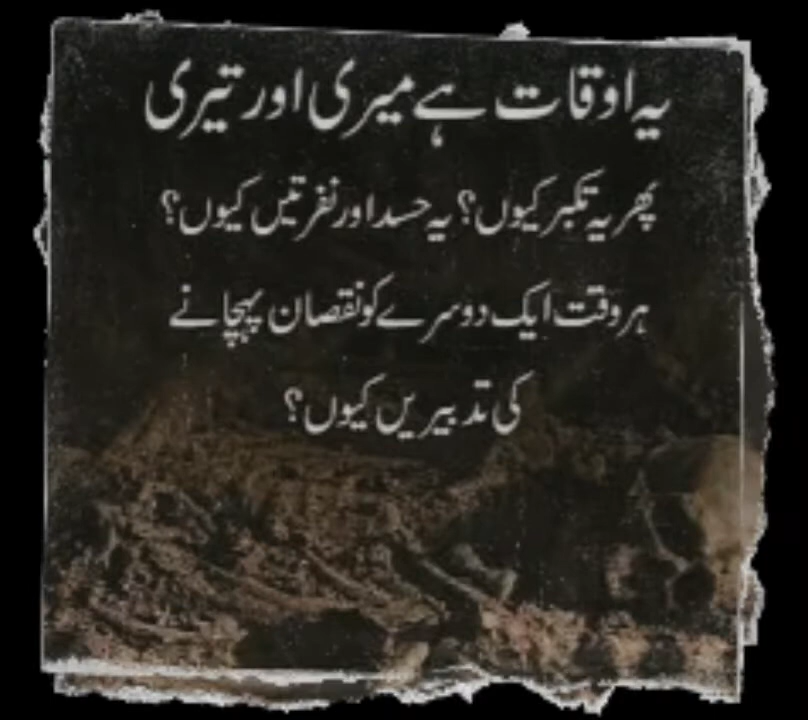 یہ اوقات ہے میری اور تیری
پھر یہ تکبر کیوں؟ یہ حسد اور نفرتیں کیوں؟
ہر وقت ایک دوسرے کو نقصان پہچانے
کی تدبیریں کیوں؟